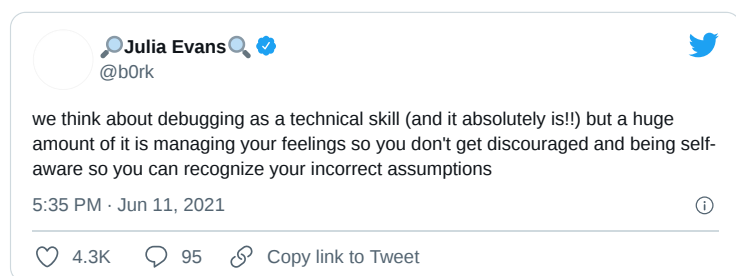 🔎Julia Evans🔍
@b0rk
we think about debugging as a technical skill (and it absolutely is!!) but a huge
amount of it is managing your feelings so you don't get discouraged and being self-
aware so you can recognize your incorrect assumptions
5:35 PM · Jun 11, 2021
4.3K 95 Copy link to Tweet